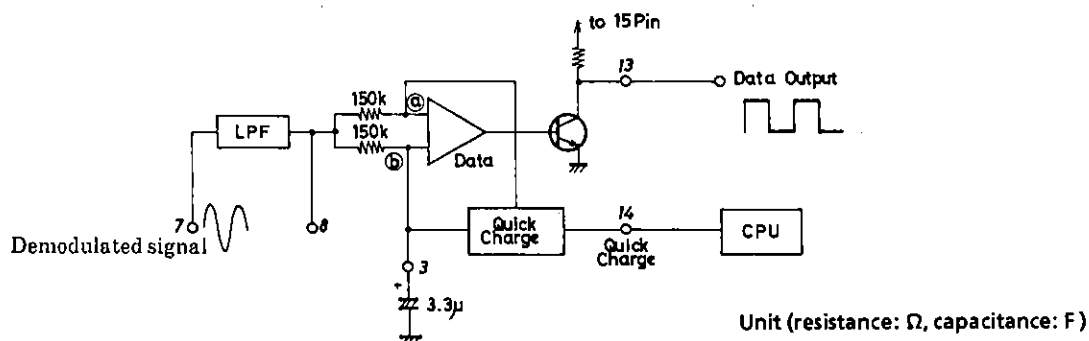 to 15Pin
13
Data Output
150k
ⓐ
150k
LPF
Data
ⓑ
7
8
Demodulated signal
Quick
Charge
14
Quick
Charge
CPU
3
+
3.3μ
Unit (resistance: Ω, capacitance: F)